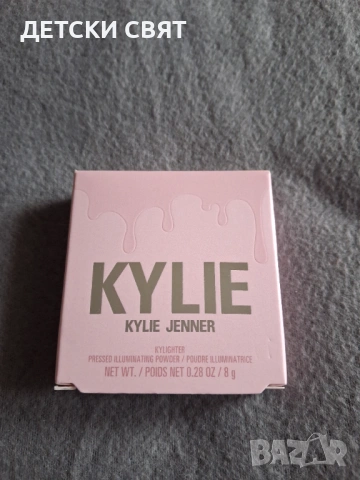 ДЕТСКИ СВЯТ
KYLIE
KYLIE JENNER
KYLIGHTER
PRESSED ILLUMINATING POWDER / POUDRE ILLUMINATRICE
NET WT. / POIDS NET 0.28 OZ / 8 g
BAZAR